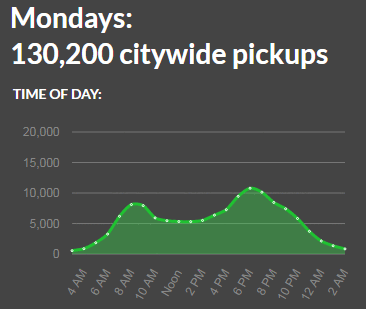 Mondays:
130,200 citywide pickups
TIME OF DAY:
20,000
15,000
10,000
5,000
0
4 AM
6 AM
8 AM
10 AM
Noon
2 PM
4 PM
6 PM
8 PM
10 PM
12 AM
2 AM